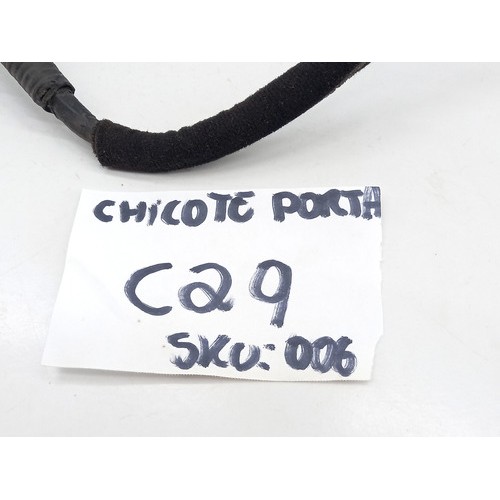 CHICOTE PORTA
C29
SKU: 006